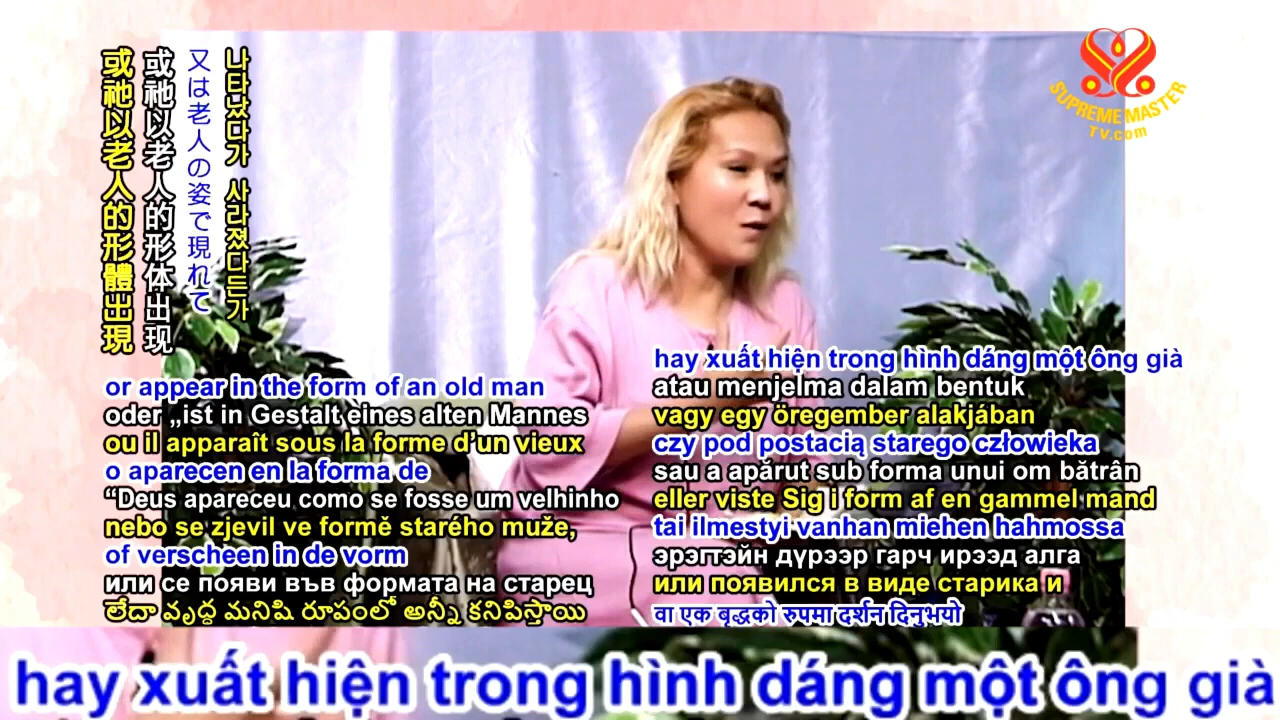 或祂以老人的形體出現
或祂以老人的形体出现
又は老人の姿で現れて
나타났다가 사라졌다든가
SUPREME MASTER
TV.com
or appear in the form of an old man
oder „ist in Gestalt eines alten Mannes
ou il apparaît sous la forme d’un vieux
o aparecen en la forma de
“Deus apareceu como se fosse um velhinho
nebo se zjevil ve formě starého muže,
of verscheen in de vorm
или се появи във формата на старец
లేదా వృద్ధ మనిషి రూపంలో అన్నీ కనిపిస్తాయి
hay xuất hiện trong hình dáng một ông già
atau menjelma dalam bentuk
vagy egy öregember alakjában
czy pod postacią starego człowieka
sau a apărut sub forma unui om bătrân
eller viste Sig i form af en gammel mand
tai ilmestyi vanhan miehen hahmossa
эрэгтэйн дүрээр гарч ирээд алга
или появился в виде старика и
वा एक बृद्धको रुपमा दर्शन दिनुभयो
hay xuất hiện trong hình dáng một ông già